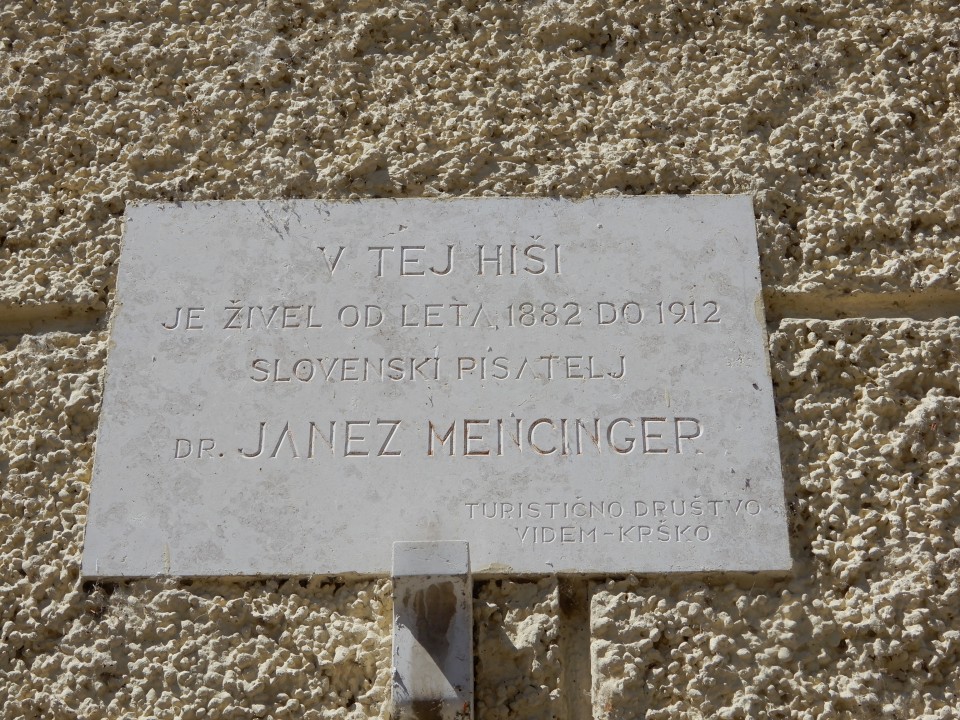 V TEJ HIŠI
JE ŽIVEL OD LETA 1882 DO 1912
SLOVENSKI PISATELJ
DR. JANEZ MENCINGER
TURISTIČNO DRUŠTVO
VIDEM-KRŠKO